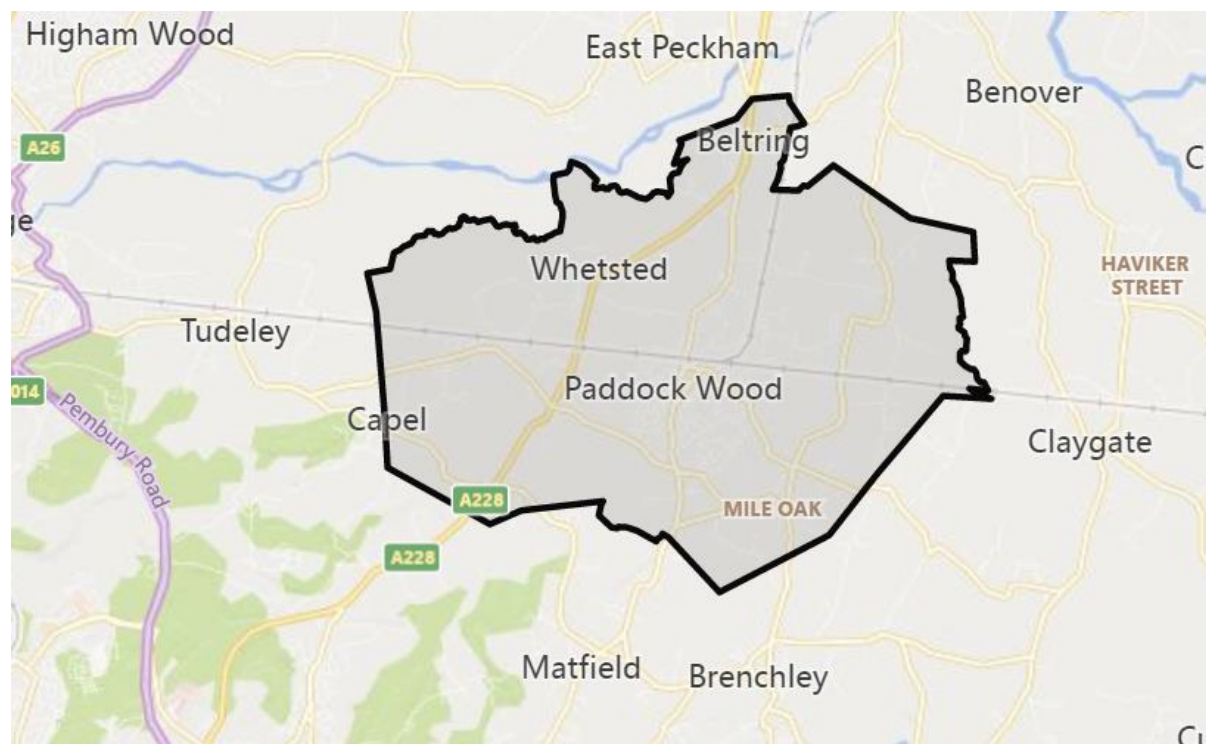 Higham Wood
East Peckham
Benover
A26
Beltring
Whetsted
HAVIKER
STREET
Tudeley
Paddock Wood
014
Pembury Road
Capel
Claygate
A228
MILE OAK
A228
Matfield
Brenchley